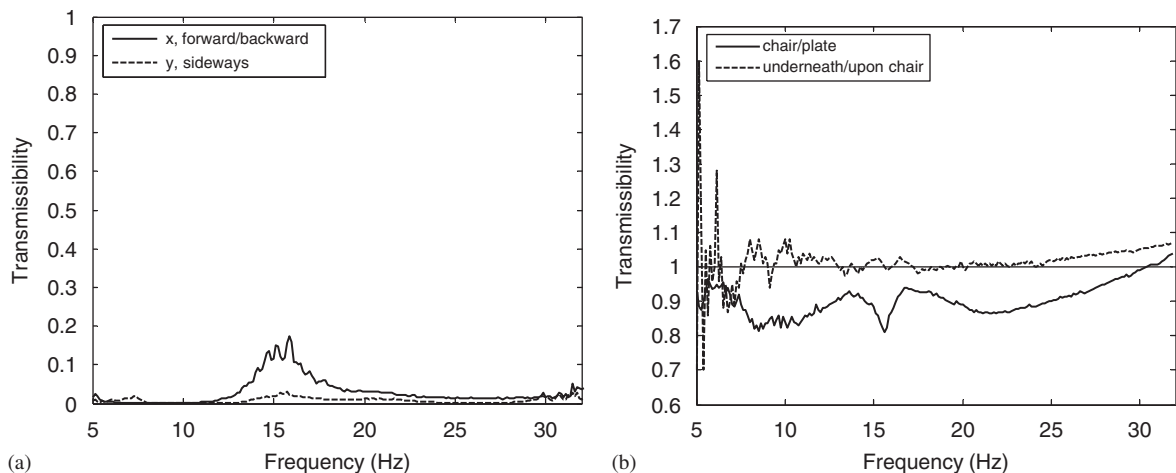 1
0.9
0.8
0.7
0.6
0.5
0.4
0.3
0.2
0.1
0
Transmissibility
x, forward/backward
y, sideways
5 10 15 20 25 30
Frequency (Hz)
(a)
1.7
1.6
1.5
1.4
1.3
1.2
1.1
1
0.9
0.8
0.7
0.6
Transmissibility
chair/plate
underneath/upon chair
5 10 15 20 25 30
Frequency (Hz)
(b)